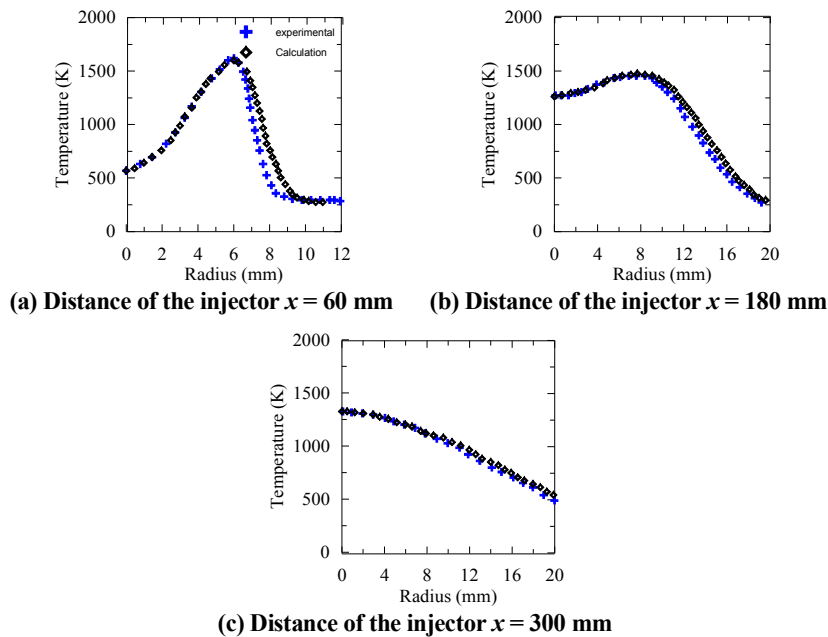 2000
experimental
Calculation
1500
1000
500
0
Temperature (K)
0 2 4 6 8 10 12
Radius (mm)
(a) Distance of the injector x = 60 mm
2000
1500
1000
500
0
Temperature (K)
0 4 8 12 16 20
Radius (mm)
(b) Distance of the injector x = 180 mm
2000
1500
1000
500
0
Temperature (K)
0 4 8 12 16 20
Radius (mm)
(c) Distance of the injector x = 300 mm